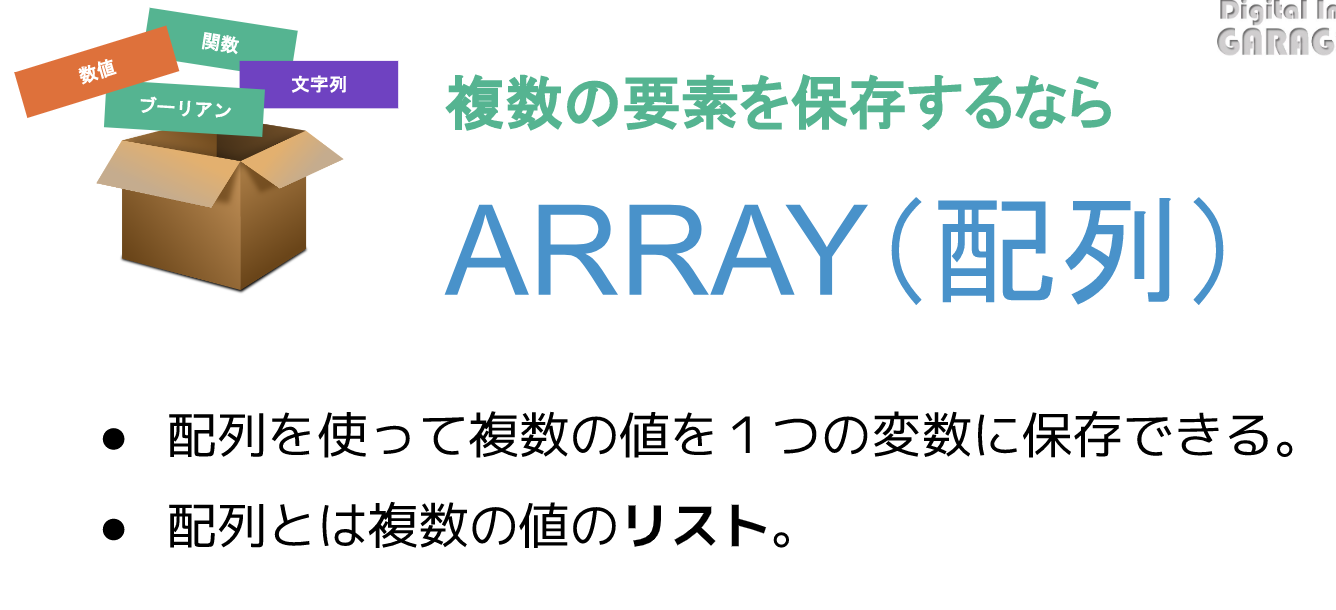 関数
数値
文字列
ブーリアン
Digital
GARAG
複数の要素を保存するなら
ARRAY（配列）
● 配列を使って複数の値を１つの変数に保存できる。
● 配列とは複数の値のリスト。